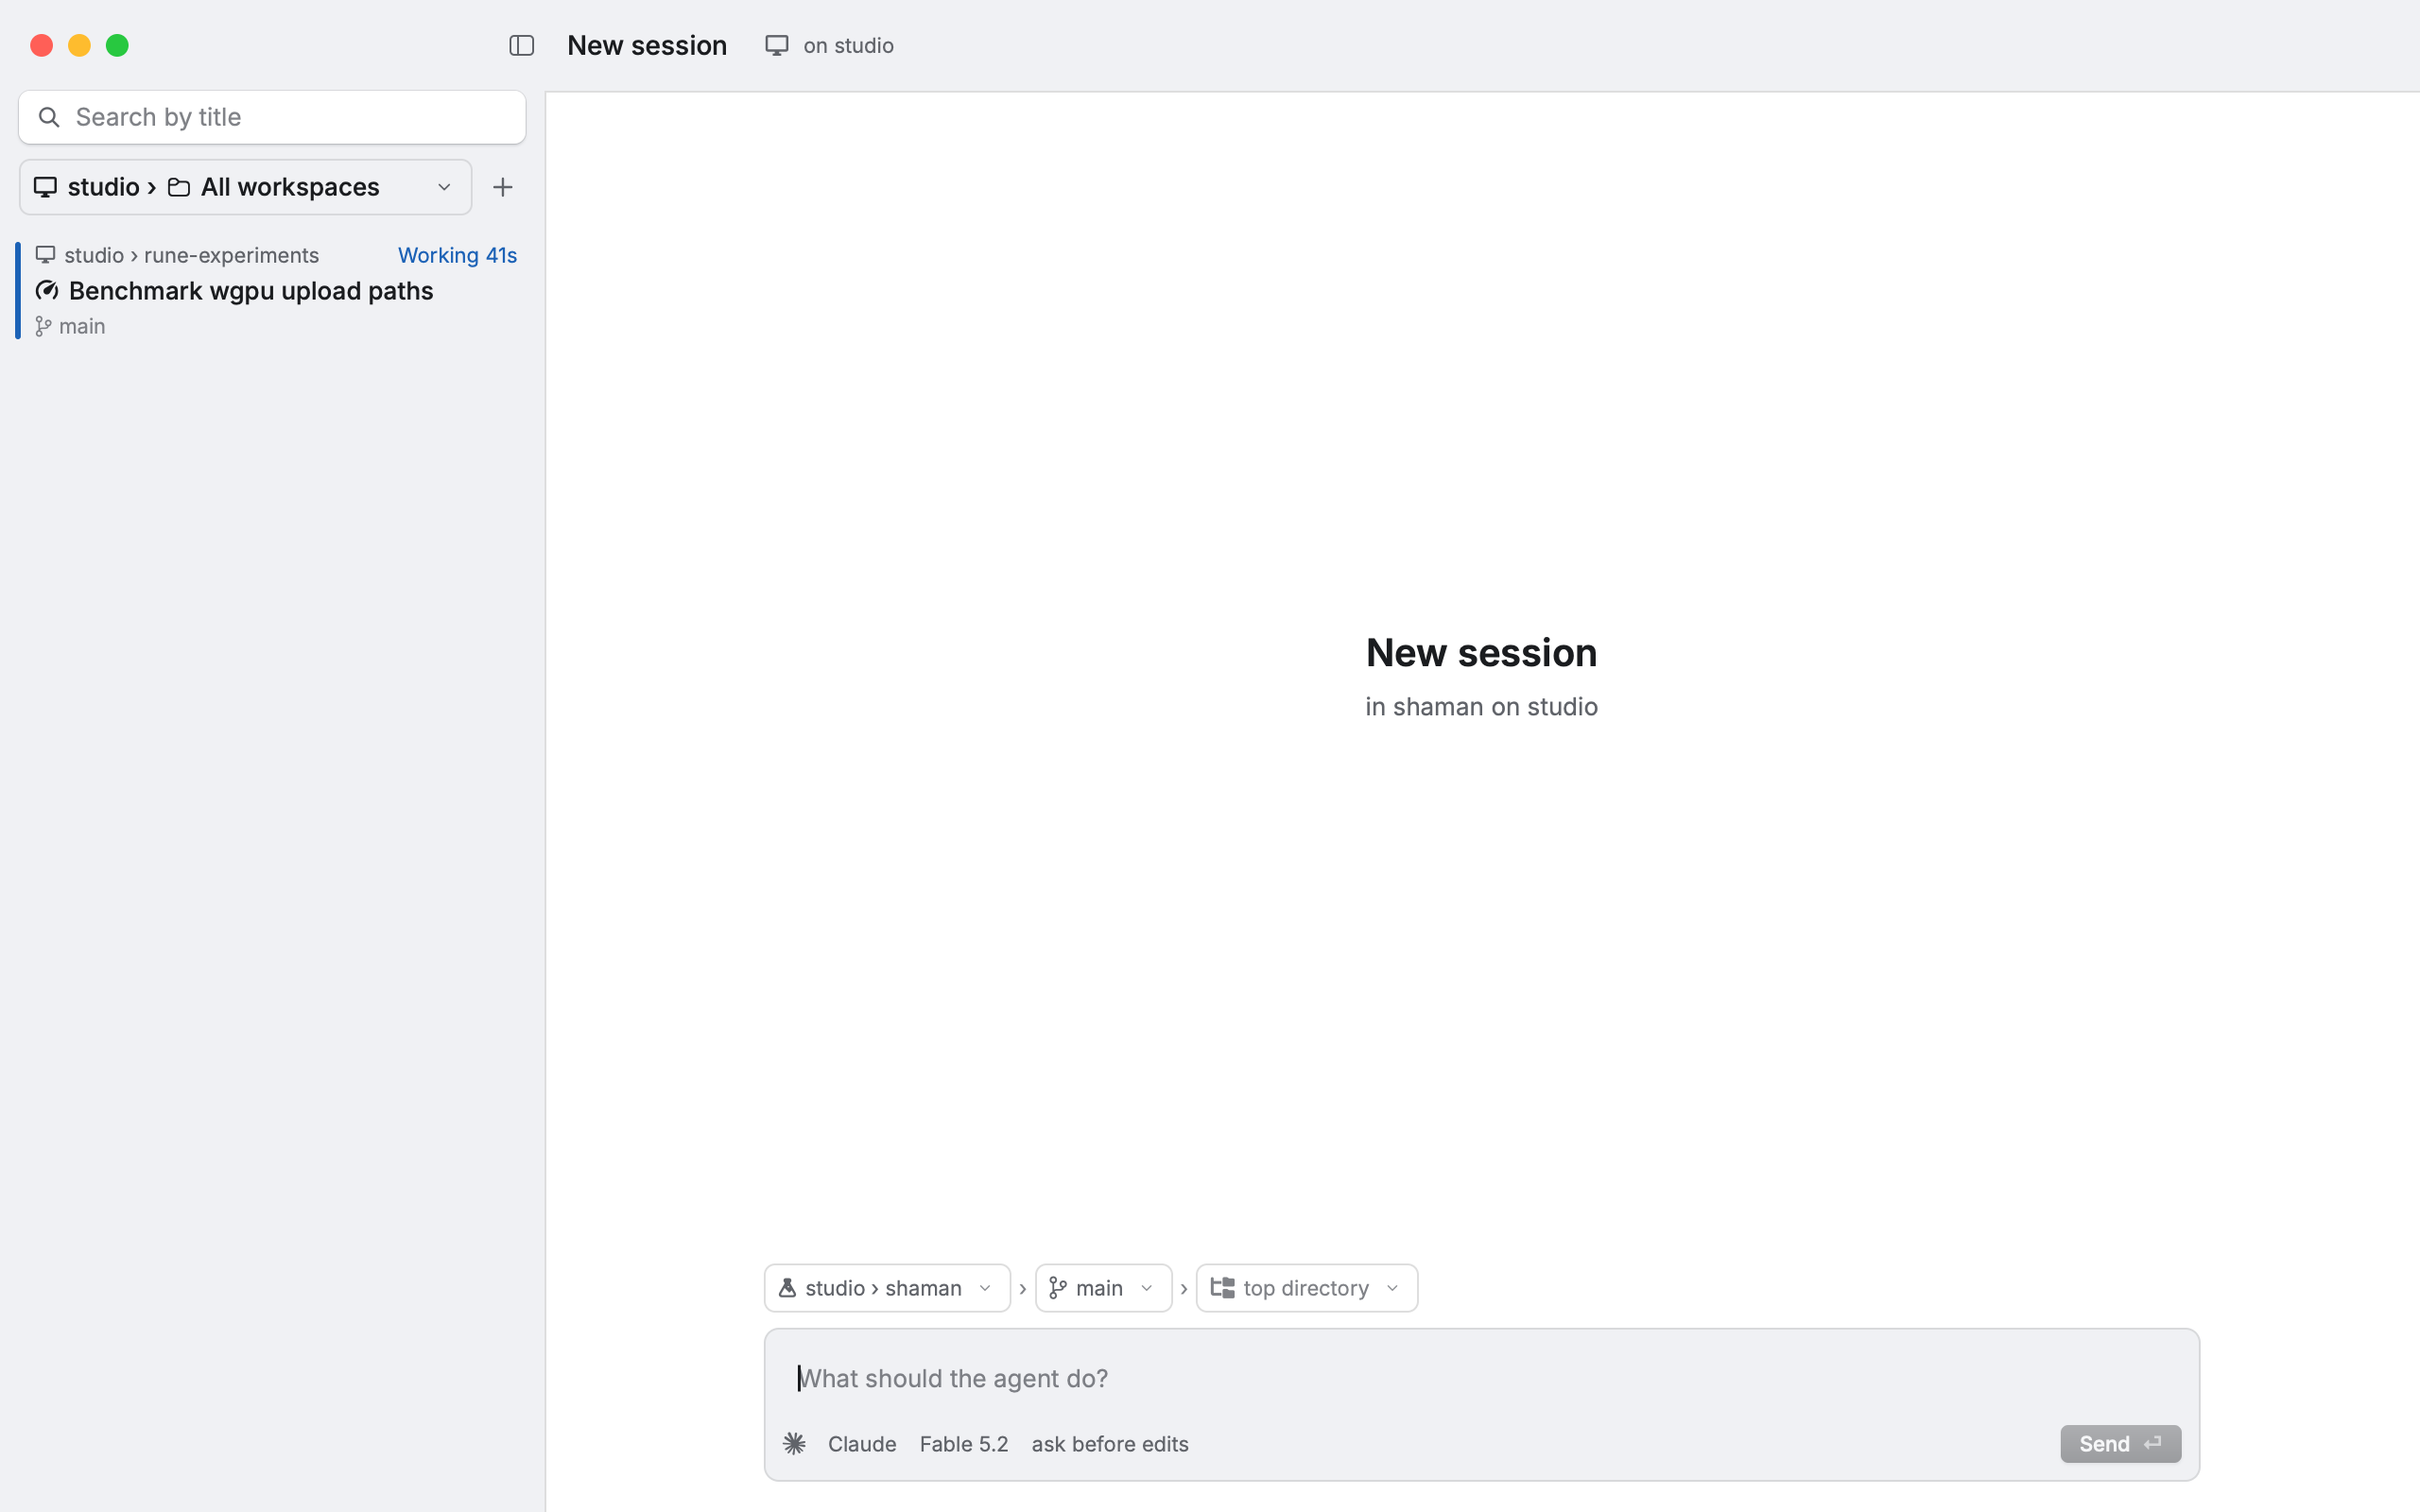 New session
on studio
Search by title
studio › All workspaces
studio › rune-experiments
Working 41s
Benchmark wgpu upload paths
main
New session
in shaman on studio
studio › shaman › main › top directory
What should the agent do?
Claude Fable 5.2 ask before edits
Send